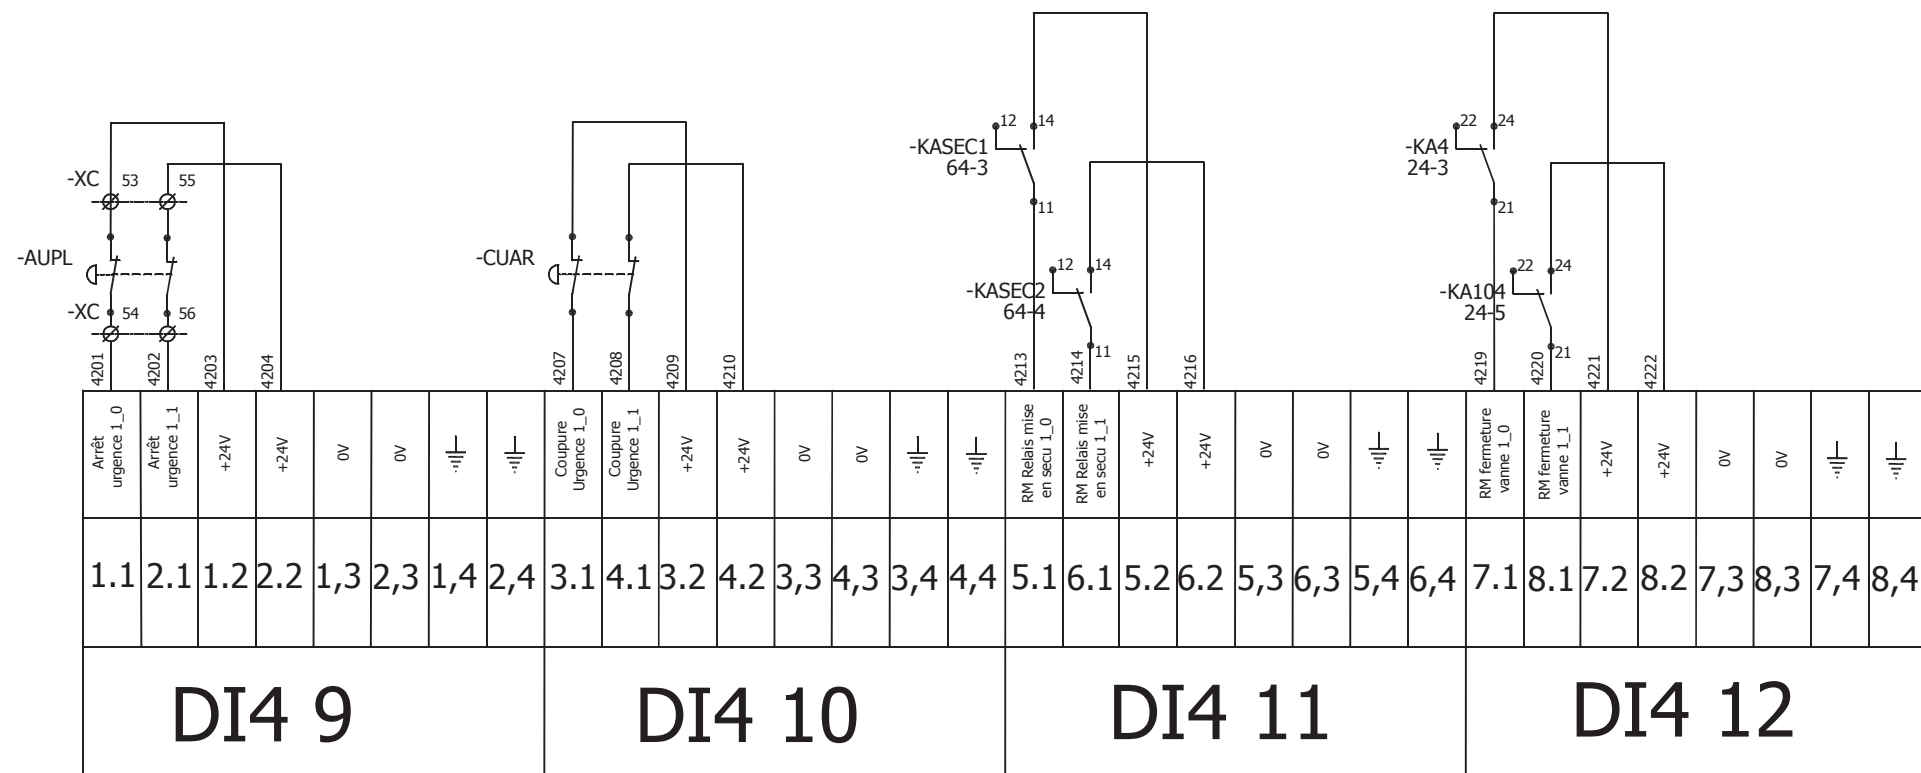 -XC 53 55
-AUPL
-XC 54 56
-CUAR
12 14
-KASEC1
64-3
11
12 14
-KASEC2
64-4
11
22 24
-KA4
24-3
21
22 24
-KA104
24-5
21
4201 4202 4203 4204 4207 4208 4209 4210 4213 4214 4215 4216 4219 4220 4221 4222
Arrêt
urgence 1_0
Arrêt
urgence 1_1
+24V
+24V
0V
0V
Coupure
Urgence 1_0
Coupure
Urgence 1_1
+24V
+24V
0V
0V
RM Relais mise
en secu 1_0
RM Relais mise
en secu 1_1
+24V
+24V
0V
0V
RM fermeture
vanne 1_0
RM fermeture
vanne 1_1
+24V
+24V
0V
0V
1.1 2.1 1.2 2.2 1,3 2,3 1,4 2,4 3.1 4.1 3.2 4.2 3,3 4,3 3,4 4,4 5.1 6.1 5.2 6.2 5,3 6,3 5,4 6,4 7.1 8.1 7.2 8.2 7,3 8,3 7,4 8,4
DI4 9 DI4 10 DI4 11 DI4 12